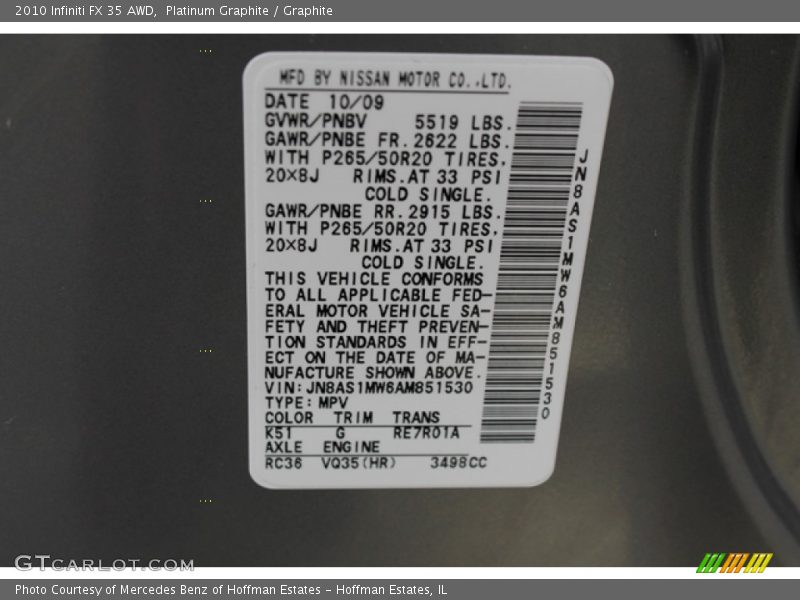 2010 Infiniti FX 35 AWD,  Platinum Graphite / Graphite
MFD BY NISSAN MOTOR CO.,LTD.
DATE 10/09
GVWR/PNBV 5519 LBS.
GAWR/PNBE FR. 2622 LBS.
WITH P265/50R20 TIRES.
20×8J RIMS. AT 33 PSI
COLD SINGLE.
GAWR/PNBE RR. 2915 LBS.
WITH P265/50R20 TIRES.
20×8J RIMS. AT 33 PSI
COLD SINGLE.
THIS VEHICLE CONFORMS
TO ALL APPLICABLE FED-
ERAL MOTOR VEHICLE SA-
FETY AND THEFT PREVEN-
TION STANDARDS IN EFF-
ECT ON THE DATE OF MA-
NUFACTURE SHOWN ABOVE.
VIN: JN8AS1MW6AM851530
TYPE: MPV
COLOR TRIM TRANS
K51 G RE7R01A
AXLE ENGINE
RC36 VQ35(HR) 3498CC
JN8AS1MW6AM851530
GTCARLOT.COM
Photo Courtesy of Mercedes Benz of Hoffman Estates - Hoffman Estates, IL